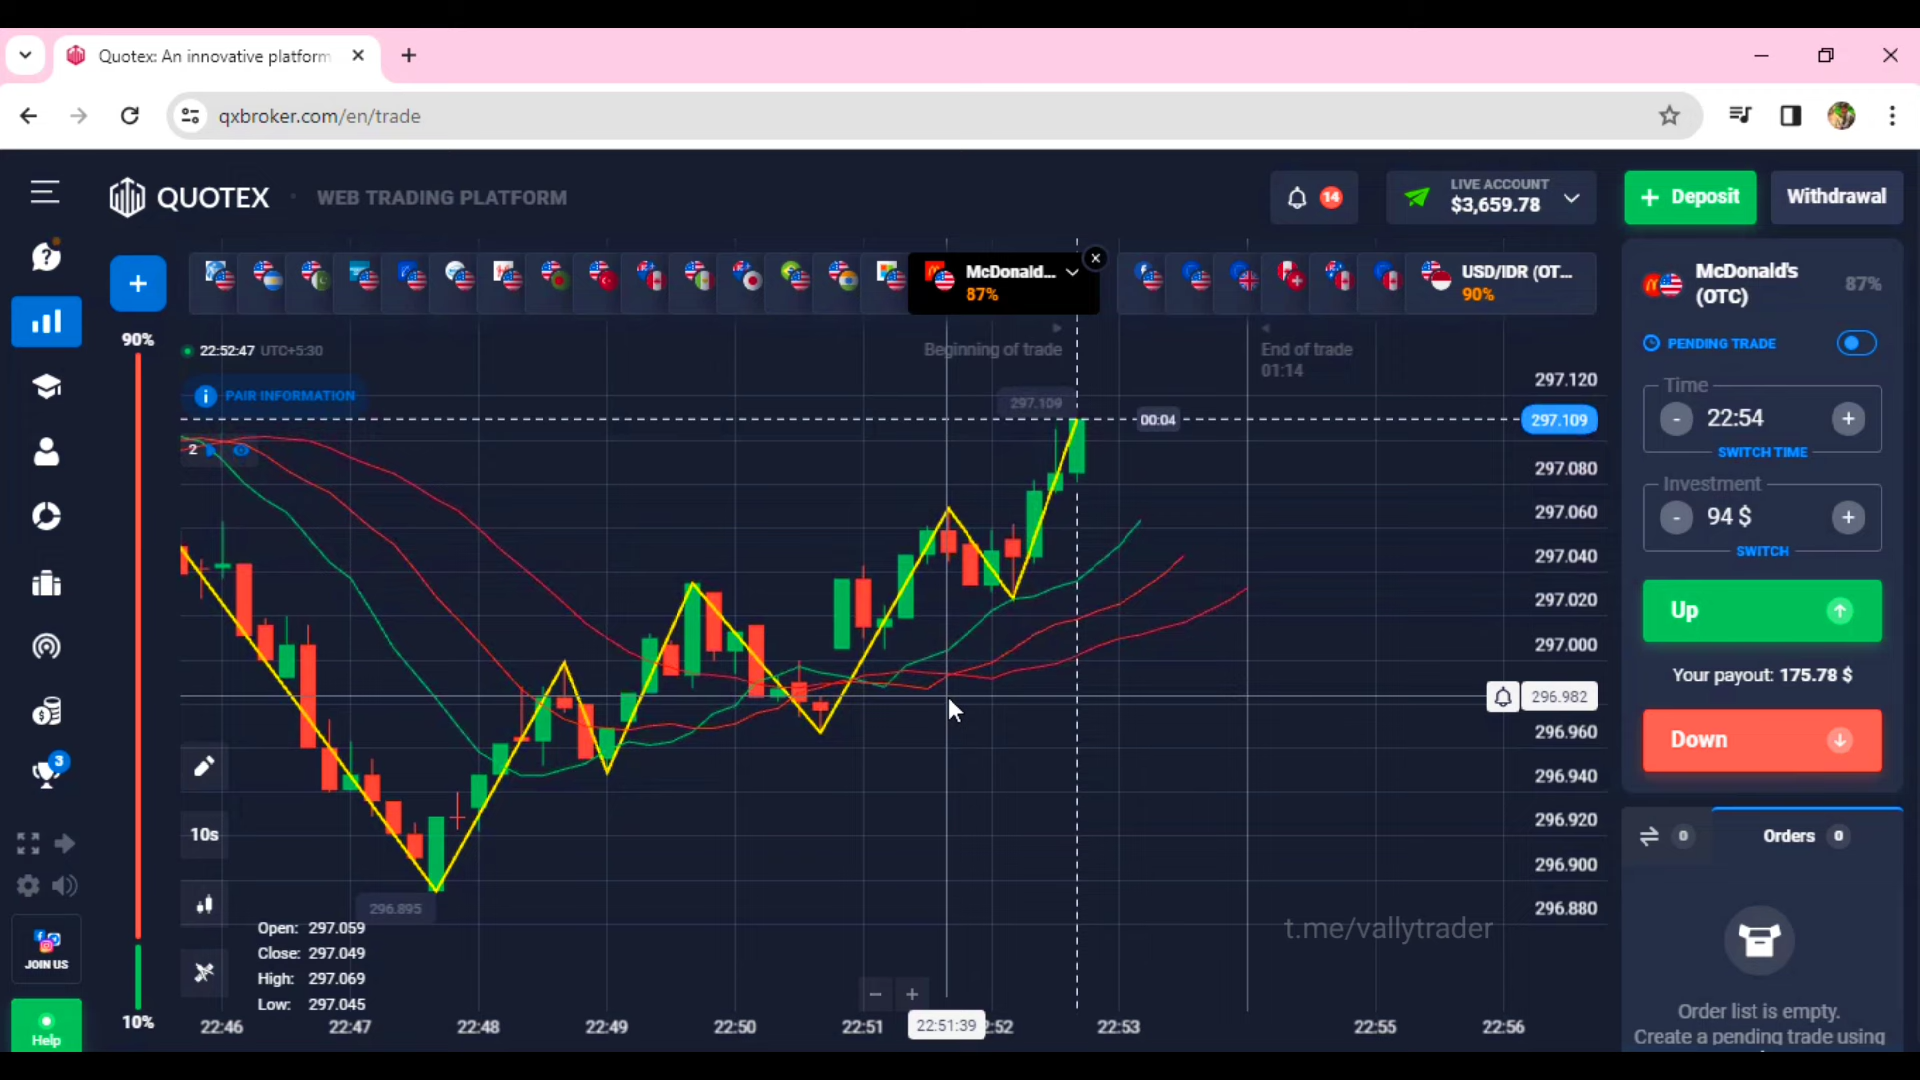 Quotex: An innovative platform
qxbroker.com/en/trade
QUOTEX
WEB TRADING PLATFORM
14
LIVE ACCOUNT
$3,659.78
+ Deposit
Withdrawal
McDonald...
87%
USD/IDR (OT...
90%
McDonald's
(OTC)
87%
90%
22:52:47 UTC+5:30
Beginning of trade
End of trade
01:14
PAIR INFORMATION
PENDING TRADE
297.109
00:04
297.109
2
297.120
297.080
297.060
297.040
297.020
297.000
296.982
296.960
296.940
296.920
296.900
296.880
Time
- 22:54 +
SWITCH TIME
Investment
- 94 $ +
SWITCH
Up
Your payout: 175.78 $
Down
0
Orders 0
Order list is empty.
Create a pending trade using
3
10s
296.895
Open: 297.059
Close: 297.049
High: 297.069
Low: 297.045
t.me/vallytrader
JOIN US
Help
10%
22:46 22:47 22:48 22:49 22:50 22:51 22:51:39 :52 22:53 22:55 22:56